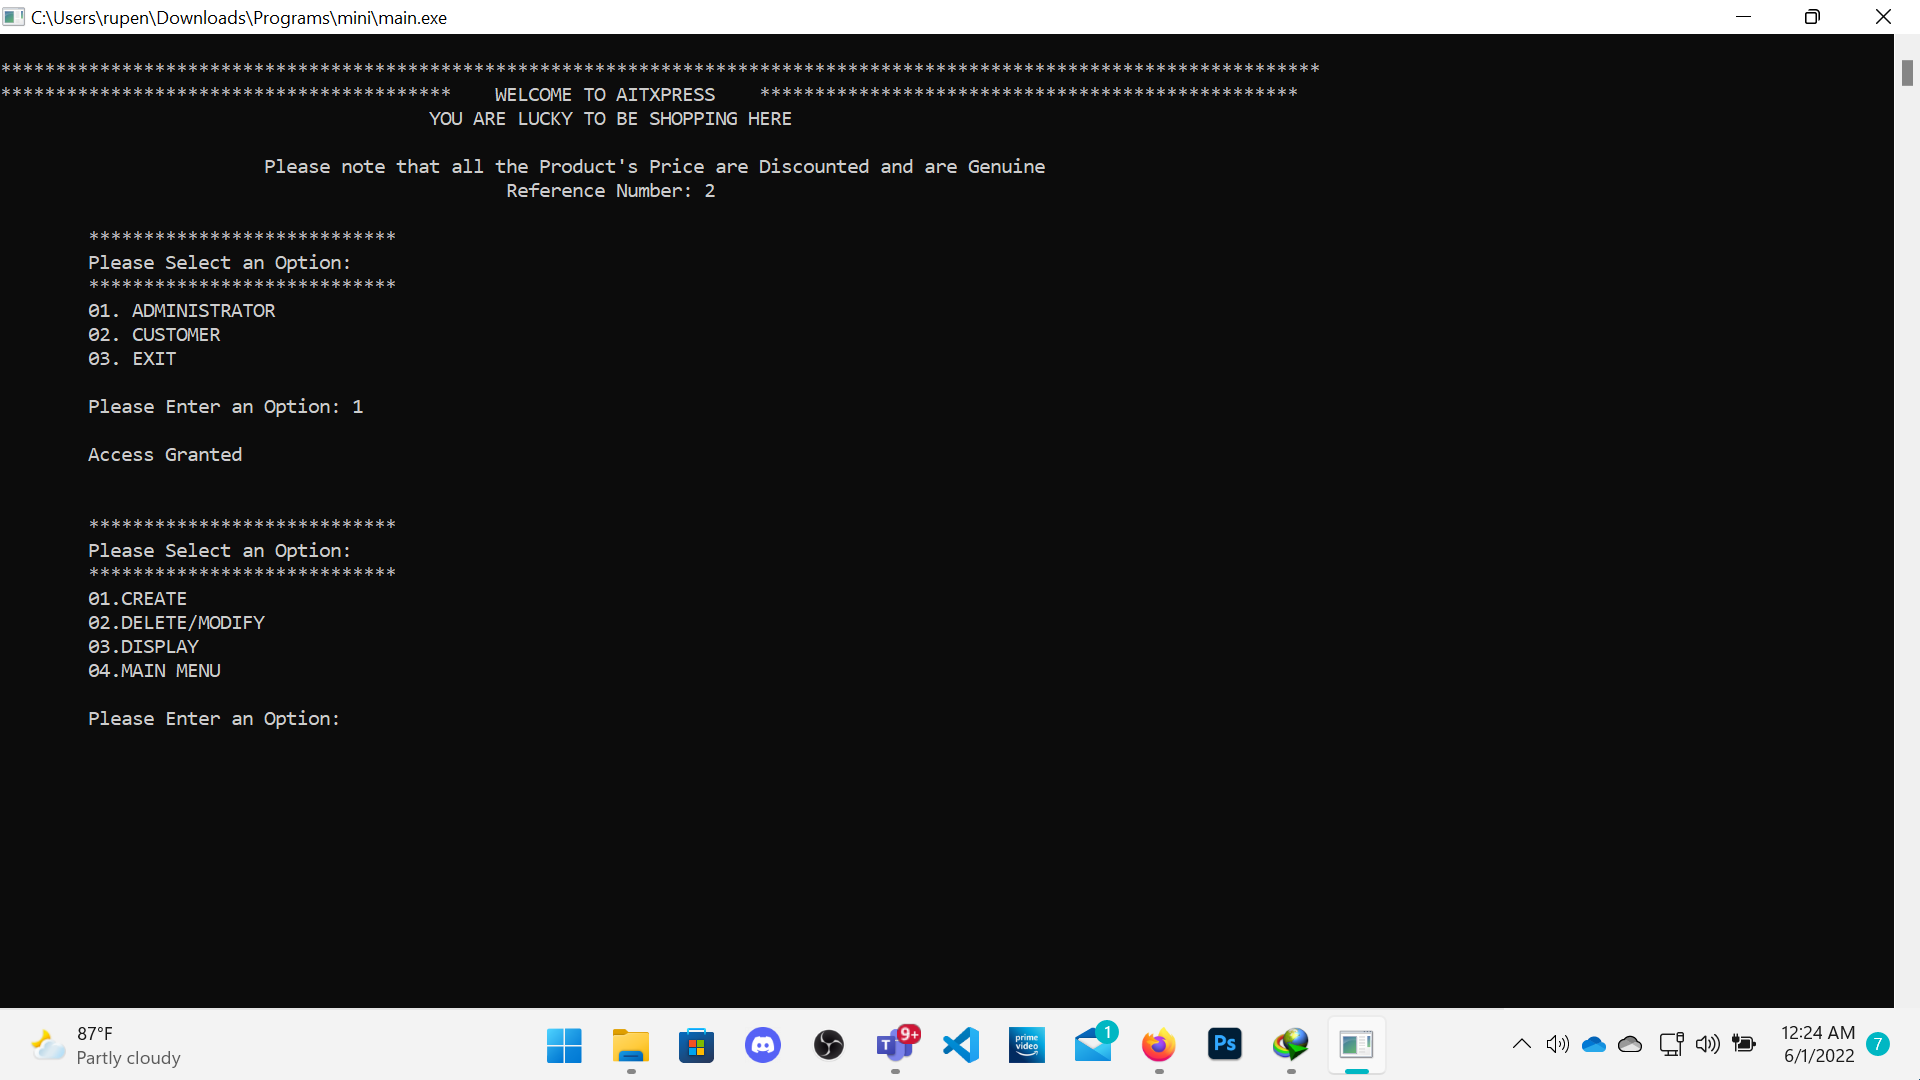 C:\Users\rupen\Downloads\Programs\mini\main.exe
************************************************************************************************************************
*****************************************    WELCOME TO AITXPRESS    *************************************************
YOU ARE LUCKY TO BE SHOPPING HERE
Please note that all the Product's Price are Discounted and are Genuine
Reference Number: 2
****************************
Please Select an Option:
****************************
01. ADMINISTRATOR
02. CUSTOMER
03. EXIT
Please Enter an Option: 1
Access Granted
****************************
Please Select an Option:
****************************
01.CREATE
02.DELETE/MODIFY
03.DISPLAY
04.MAIN MENU
Please Enter an Option:
87°F
Partly cloudy
9+
T
prime video
1
Ps
12:24 AM
6/1/2022
7